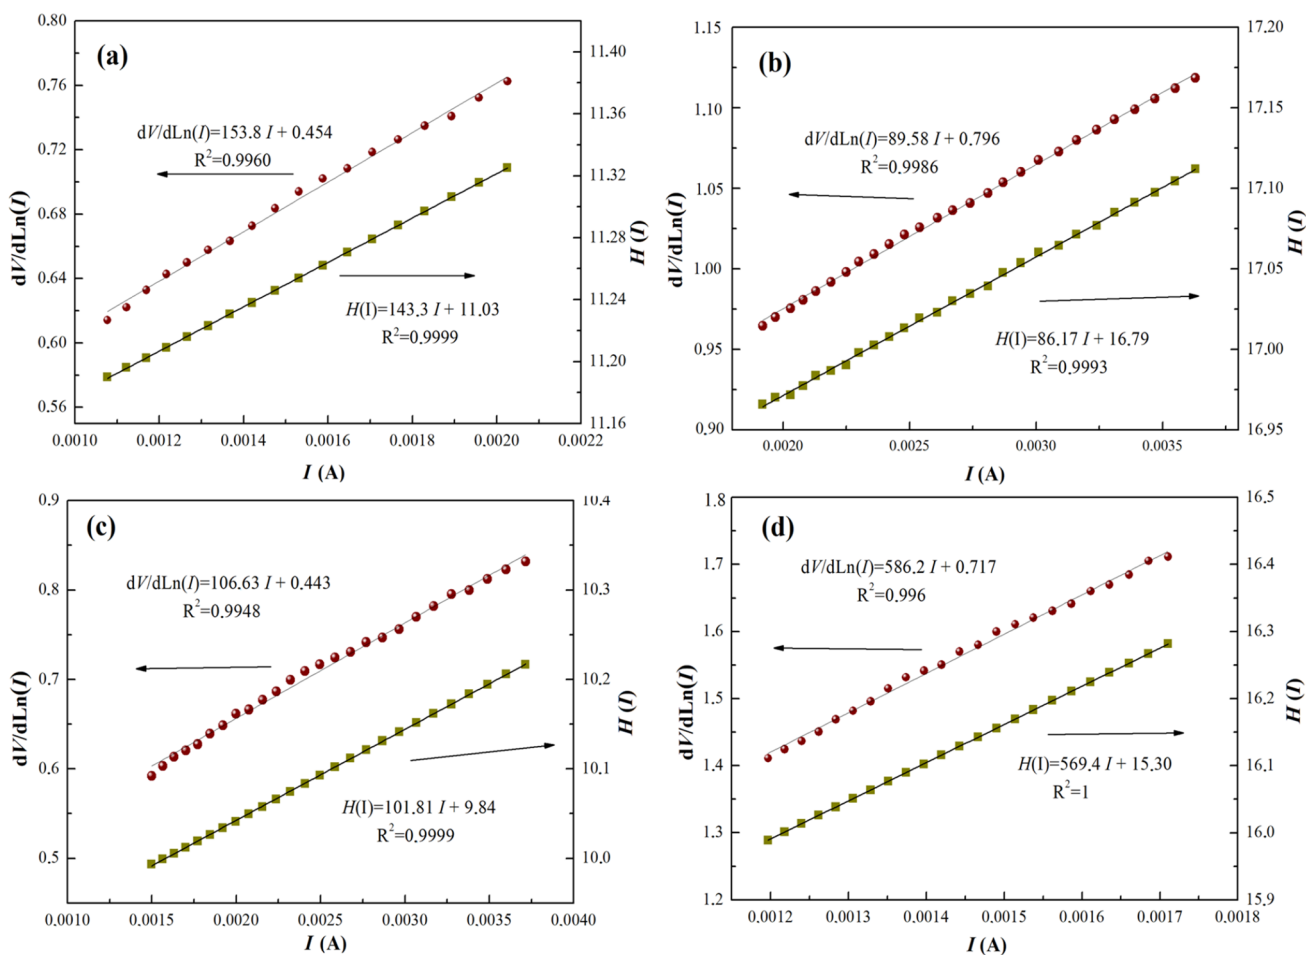 (a)
0.80
0.76
0.72
0.68
0.64
0.60
0.56
dV/dLn(I)
dV/dLn(I)=153.8 I + 0.454
R2=0.9960
H(I)=143.3 I + 11.03
R2=0.9999
11.40
11.36
11.32
11.28
11.24
11.20
11.16
H (I)
0.0010 0.0012 0.0014 0.0016 0.0018 0.0020 0.0022
I (A)
(b)
1.15
1.10
1.05
1.00
0.95
0.90
dV/dLn(I)
dV/dLn(I)=89.58 I + 0.796
R2=0.9986
H(I)=86.17 I + 16.79
R2=0.9993
17.20
17.15
17.10
17.05
17.00
16.95
H (I)
0.0020 0.0025 0.0030 0.0035
I (A)
(c)
0.9
0.8
0.7
0.6
0.5
dV/dLn(I)
dV/dLn(I)=106.63 I + 0.443
R2=0.9948
H(I)=101.81 I + 9.84
R2=0.9999
10.4
10.3
10.2
10.1
10.0
H (I)
0.0010 0.0015 0.0020 0.0025 0.0030 0.0035 0.0040
I (A)
(d)
1.8
1.7
1.6
1.5
1.4
1.3
1.2
dV/dLn(I)
dV/dLn(I)=586.2 I + 0.717
R2=0.996
H(I)=569.4 I + 15.30
R2=1
16.5
16.4
16.3
16.2
16.1
16.0
15.9
H (I)
0.0012 0.0013 0.0014 0.0015 0.0016 0.0017 0.0018
I (A)